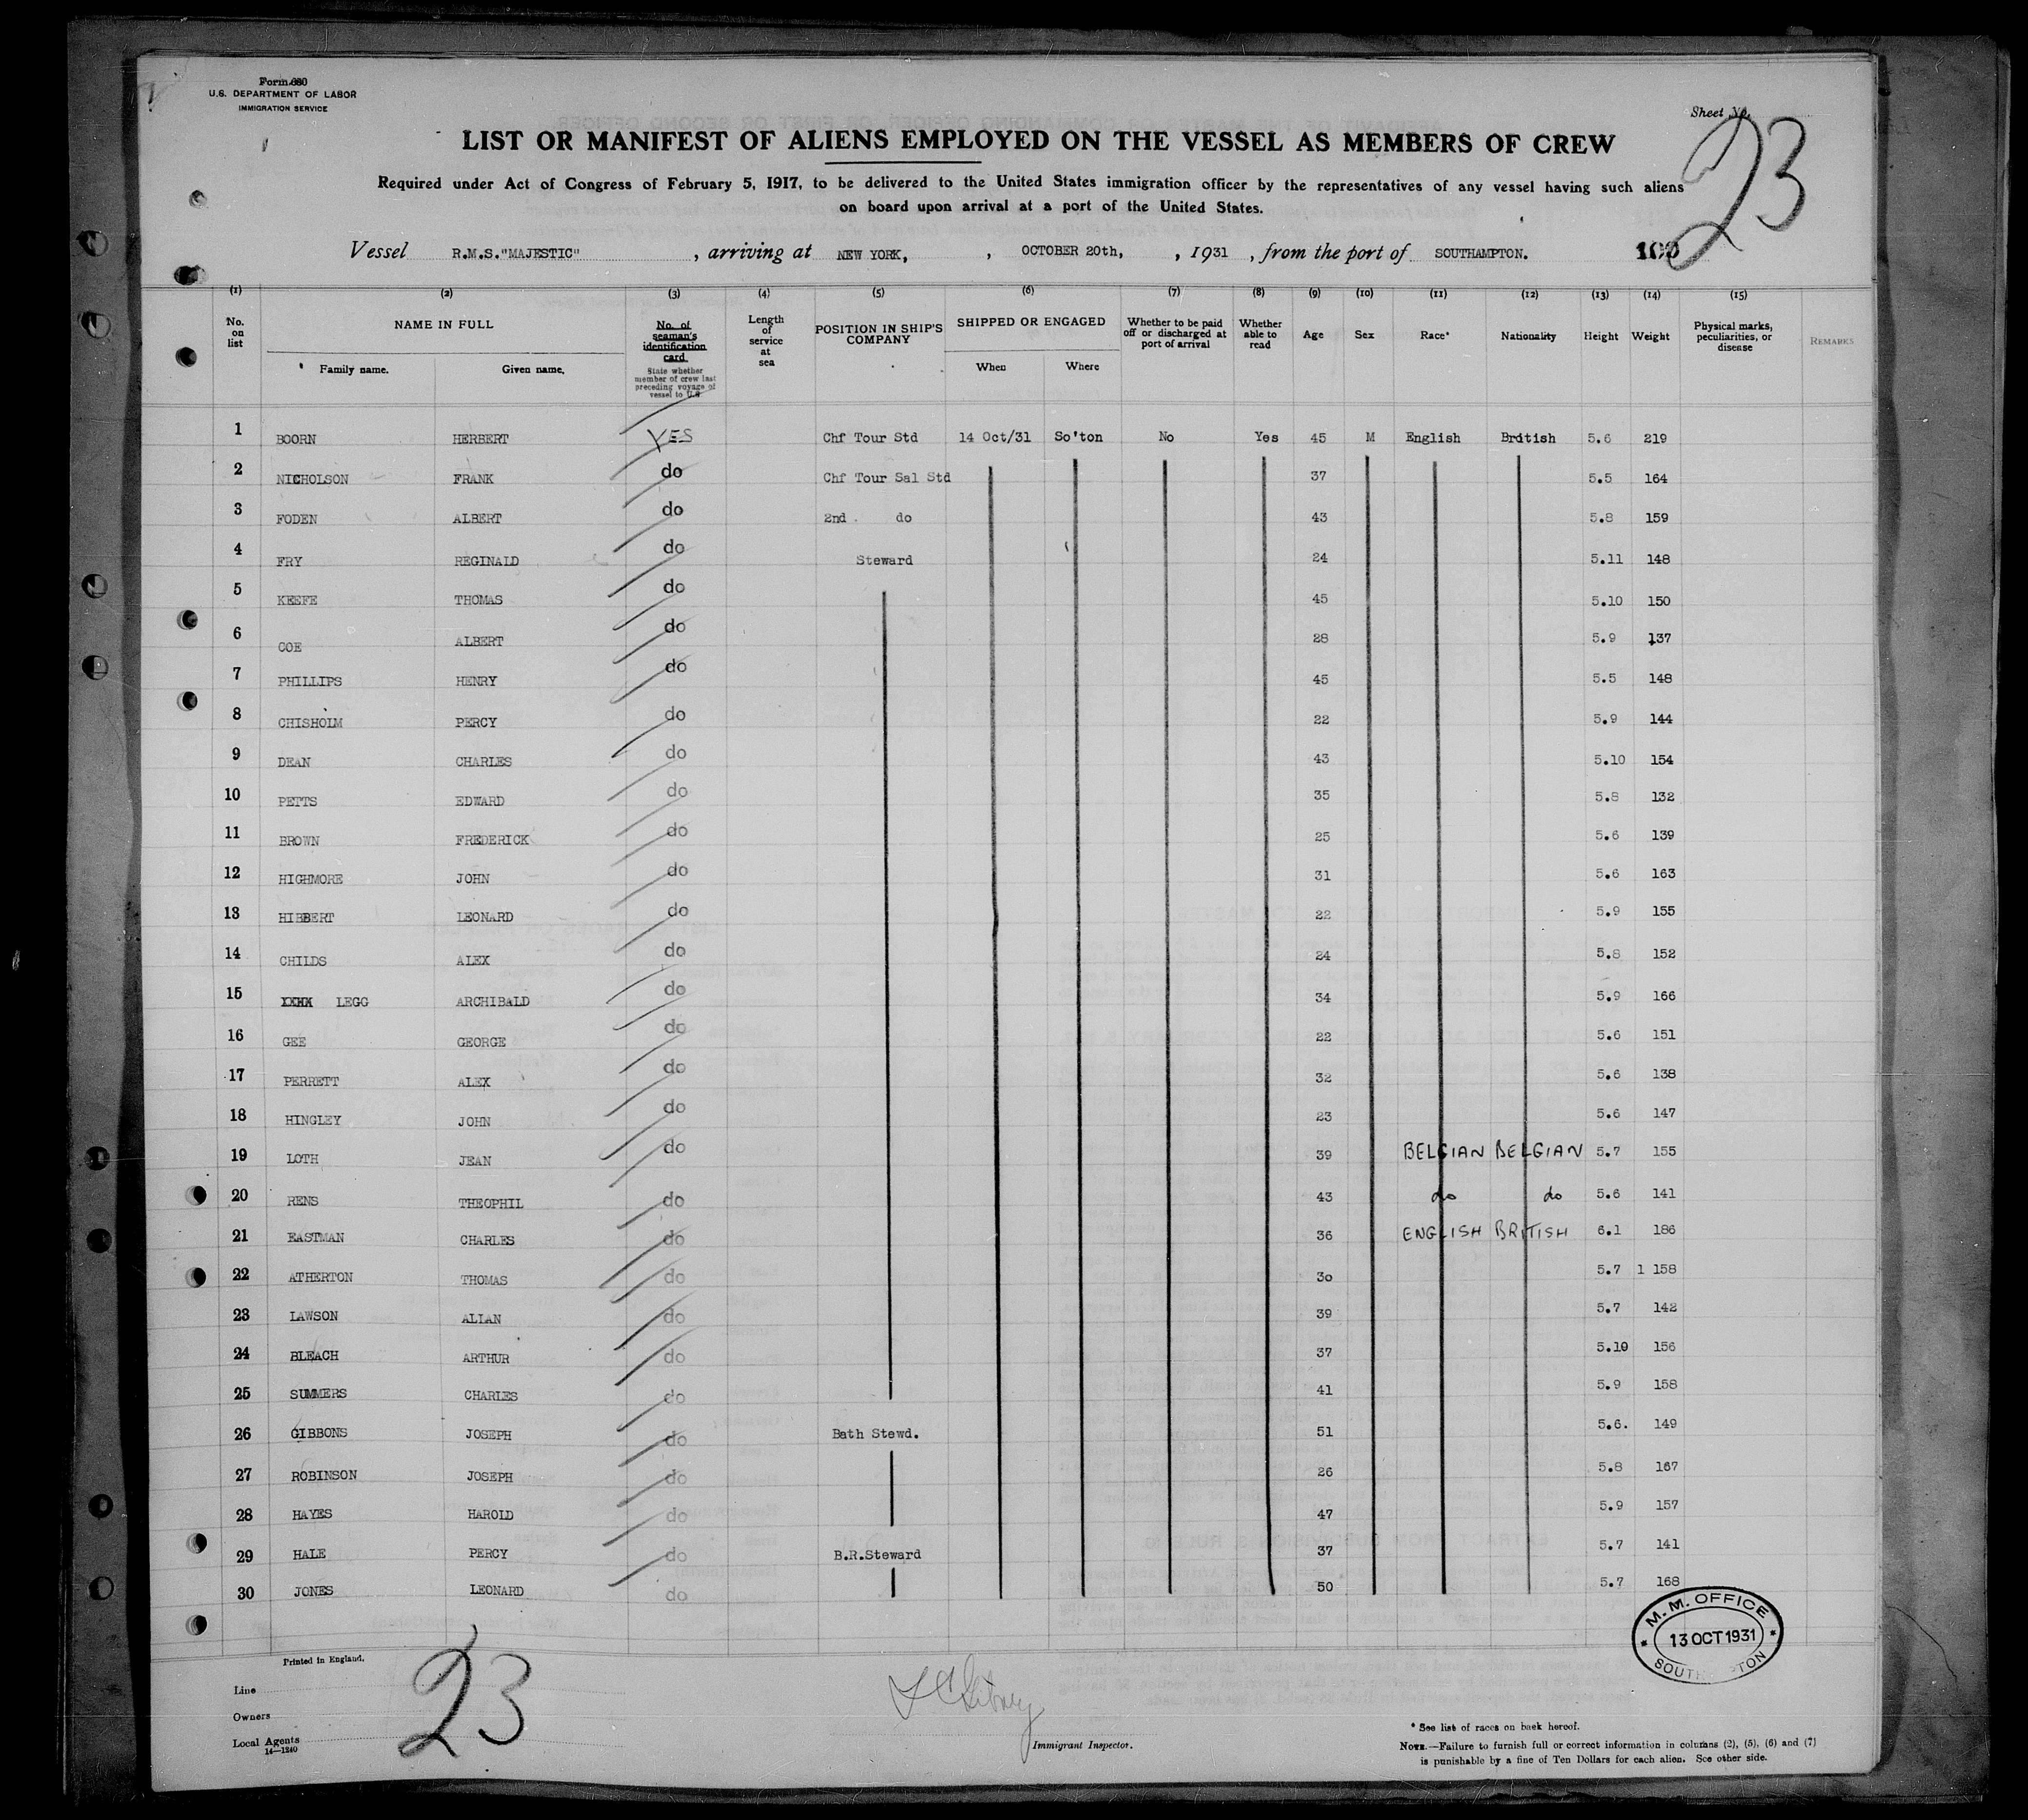 Form 680
U.S. DEPARTMENT OF LABOR
IMMIGRATION SERVICE
Sheet No.
23
LIST OR MANIFEST OF ALIENS EMPLOYED ON THE VESSEL AS MEMBERS OF CREW
Required under Act of Congress of February 5, 1917, to be delivered to the United States immigration officer by the representatives of any vessel having such aliens
on board upon arrival at a port of the United States.
Vessel R.M.S."MAJESTIC" , arriving at NEW YORK, , OCTOBER 20th, , 1931 , from the port of SOUTHAMPTON.
(1) (2) (3) (4) (5) (6) (7) (8) (9) (10) (11) (12) (13) (14) (15)
No. on list NAME IN FULL Family name. Given name. No. of seaman's identification card State whether member of crew last preceding voyage of vessel to U.S. Length of service at sea POSITION IN SHIP'S COMPANY SHIPPED OR ENGAGED When Where Whether to be paid off or discharged at port of arrival Whether able to read Age Sex Race* Nationality Height Weight Physical marks, peculiarities, or disease REMARKS
1 BOORN HERBERT YES Chf Tour Std 14 Oct/31 So'ton No Yes 45 M English British 5.6 219
2 NICHOLSON FRANK do Chf Tour Sal Std 37 5.5 164
3 FODEN ALBERT do 2nd do 43 5.8 159
4 FRY REGINALD do Steward 24 5.11 148
5 KEEFE THOMAS do 45 5.10 150
6 COE ALBERT do 28 5.9 137
7 PHILLIPS HENRY do 45 5.5 148
8 CHISHOLM PERCY do 22 5.9 144
9 DEAN CHARLES do 43 5.10 154
10 PETTS EDWARD do 35 5.8 132
11 BROWN FREDERICK do 25 5.6 139
12 HIGHMORE JOHN do 31 5.6 163
13 HIBBERT LEONARD do 22 5.9 155
14 CHILDS ALEX do 24 5.8 152
15 LEGG ARCHIBALD do 34 5.9 166
16 GEE GEORGE do 22 5.6 151
17 PERRETT ALEX do 32 5.6 138
18 HINGLEY JOHN do 23 5.6 147
19 LOTH JEAN do 39 BELGIAN BELGIAN 5.7 155
20 RENS THEOPHIL do 43 do do 5.6 141
21 EASTMAN CHARLES do 36 ENGLISH BRITISH 6.1 186
22 ATHERTON THOMAS do 30 5.7 1 158
23 LAWSON ALLAN do 39 5.7 142
24 BLEACH ARTHUR do 37 5.10 156
25 SUMMERS CHARLES do 41 5.9 158
26 GIBBONS JOSEPH do Bath Stewd. 51 5.6. 149
27 ROBINSON JOSEPH do 26 5.8 167
28 HAYES HAROLD do 47 5.9 157
29 HALE PERCY do B.R.Steward 37 5.7 141
30 JONES LEONARD do 50 5.7 168
M.M. OFFICE
13 OCT 1931
Printed in England.
23
Line
Owners
Local Agents
14—1240
Immigrant Inspector.
* See list of races on back hereof.
NOTE.—Failure to furnish full or correct information in columns (2), (5), (6) and (7)
is punishable by a fine of Ten Dollars for each alien. See other side.